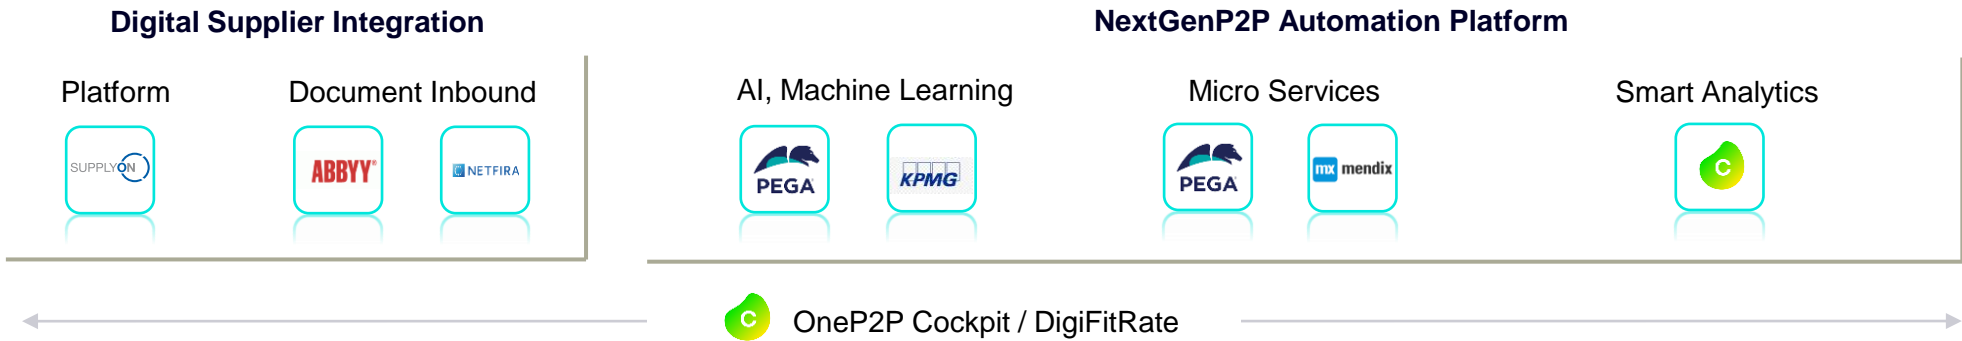 Digital Supplier Integration
NextGenP2P Automation Platform
Platform
Document Inbound
AI, Machine Learning
Micro Services
Smart Analytics
SUPPLYON
ABBYY®
NETFIRA
PEGA
KPMG
PEGA
mx mendix
C
C OneP2P Cockpit / DigiFitRate